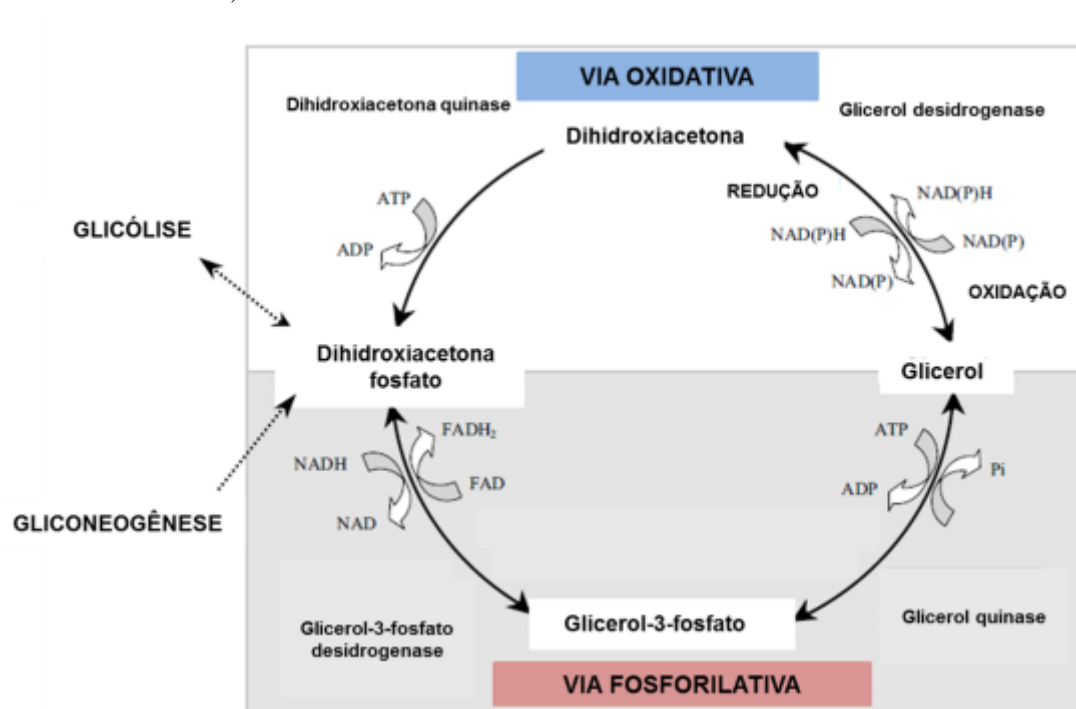 VIA OXIDATIVA
Dihidroxiacetona quinase
Glicerol desidrogenase
Dihidroxiacetona
REDUÇÃO
NAD(P)H
ATP
NAD(P)H
NAD(P)
GLICÓLISE
ADP
NAD(P)
OXIDAÇÃO
Dihidroxiacetona
fosfato
Glicerol
FADH₂
ATP
NADH
Pi
FAD
ADP
NAD
GLICONEOGÊNESE
Glicerol-3-fosfato
desidrogenase
Glicerol-3-fosfato
Glicerol quinase
VIA FOSFORILATIVA